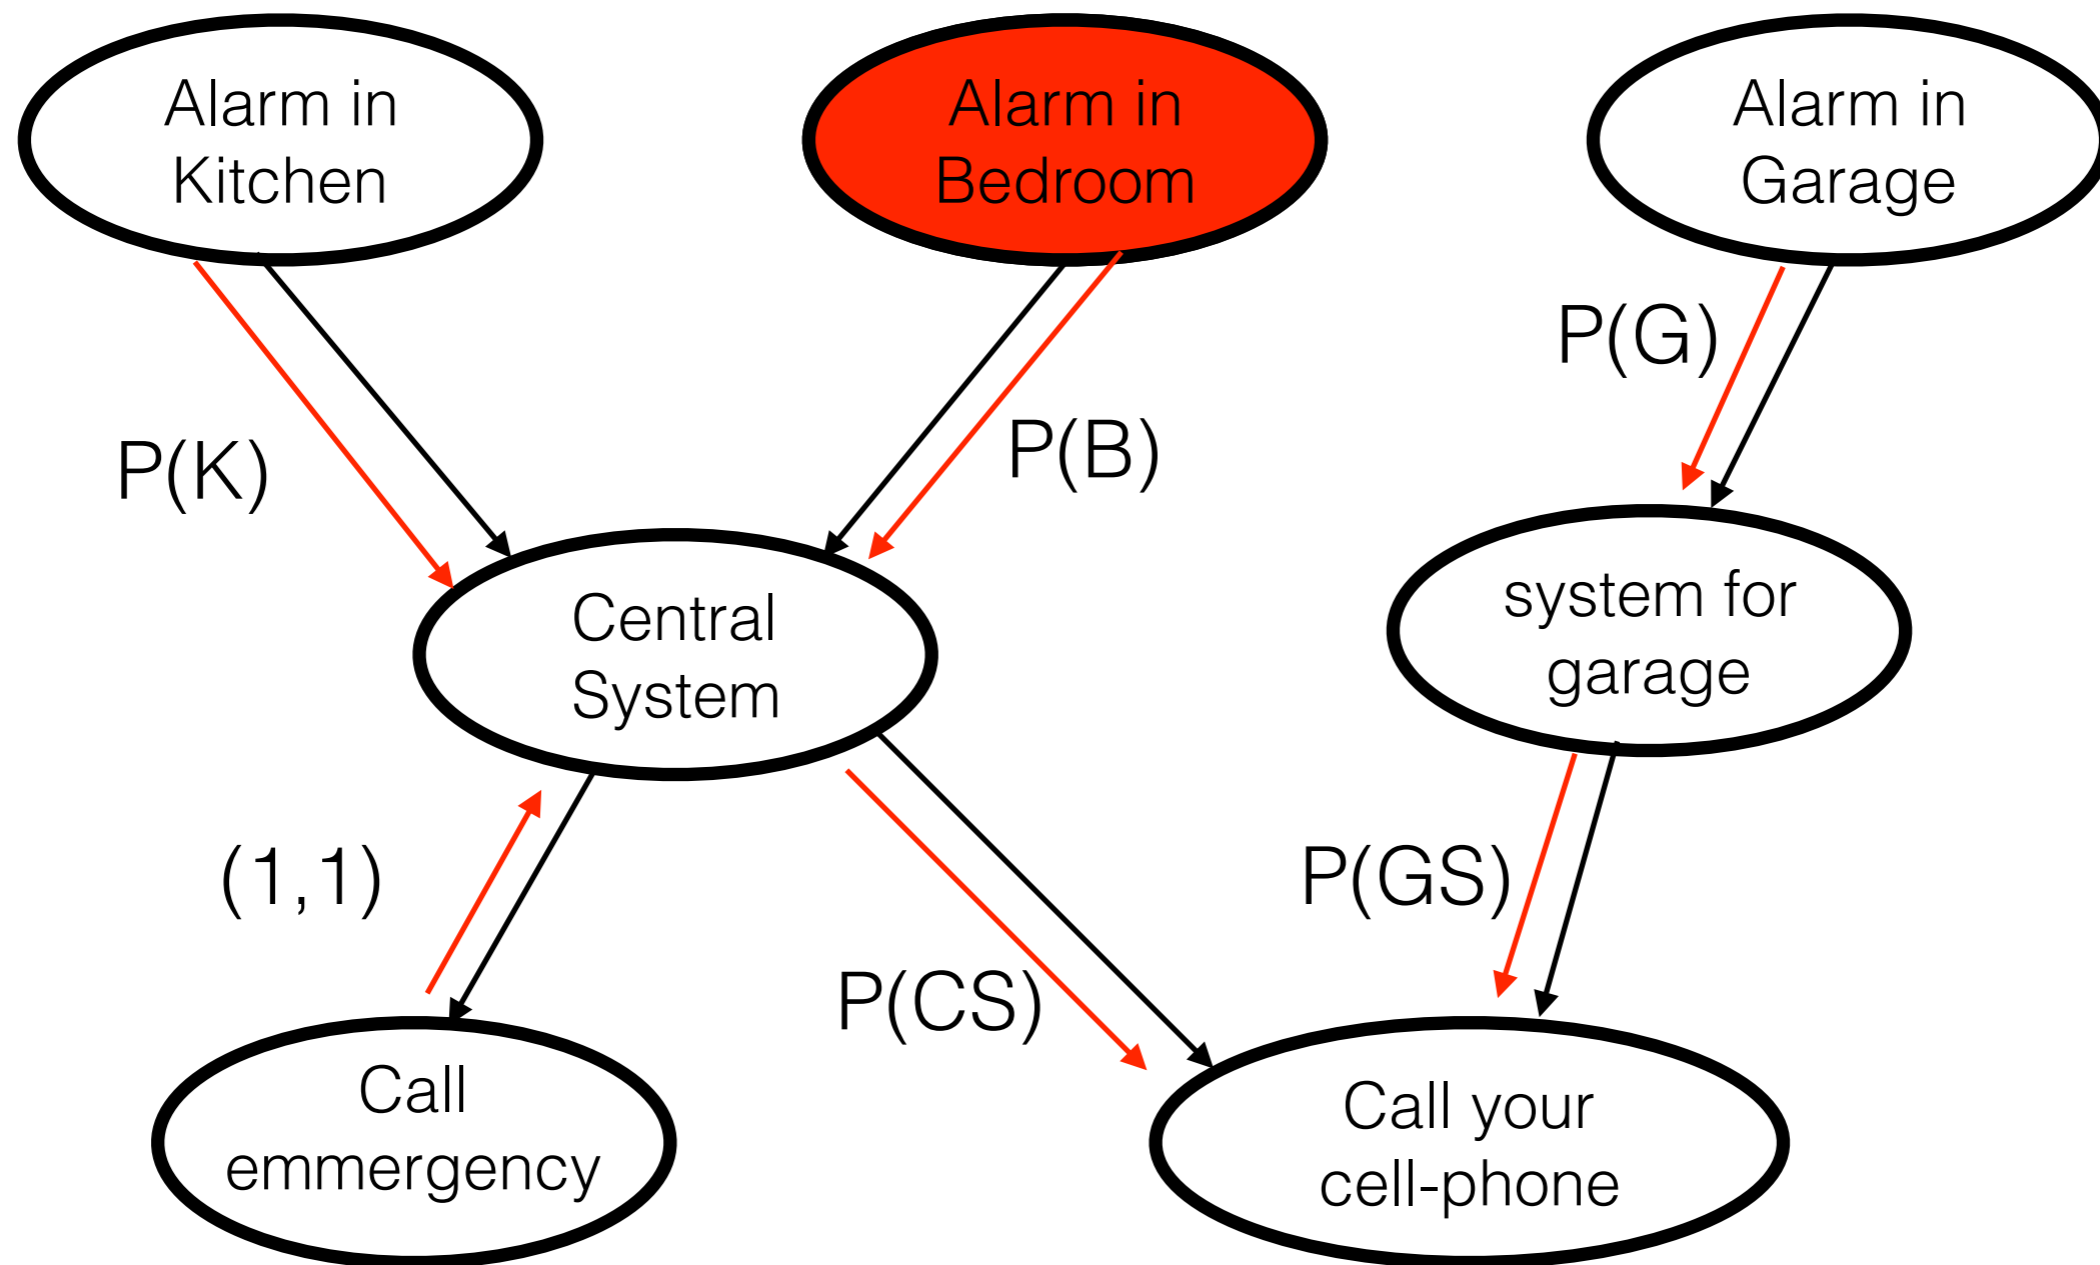 Alarm in
Kitchen
Alarm in
Bedroom
Alarm in
Garage
P(G)
P(K)
P(B)
Central
System
system for
garage
(1,1)
P(CS)
P(GS)
Call
emmergency
Call your
cell-phone